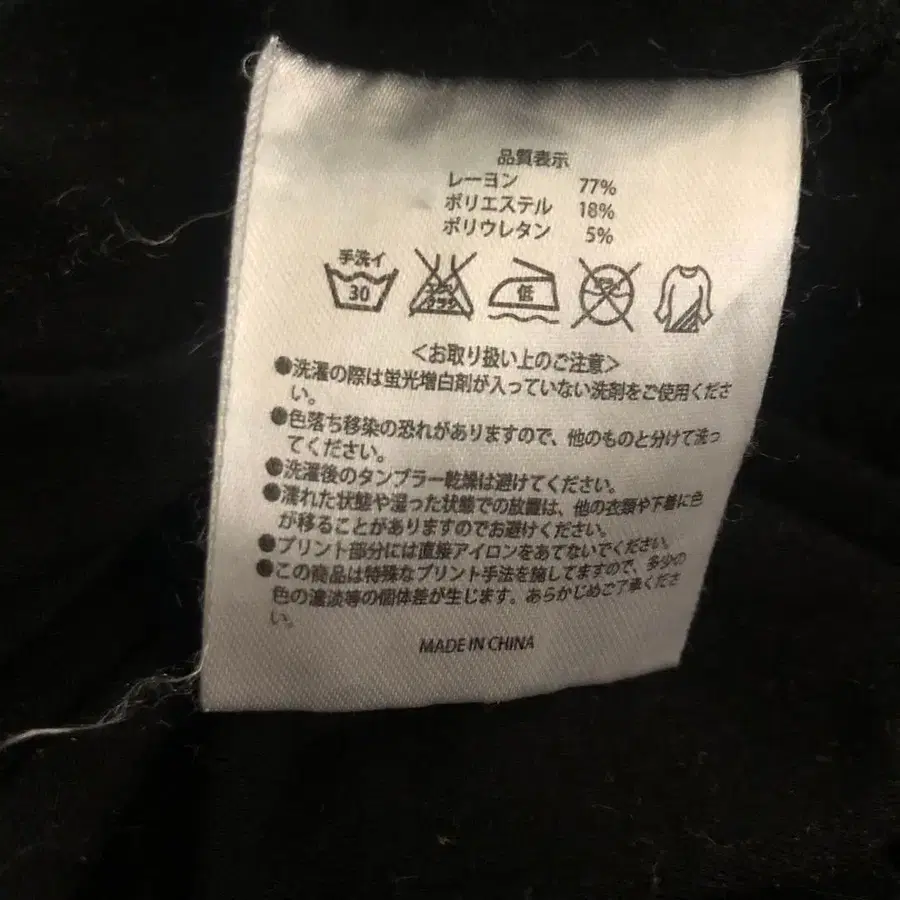 品質表示
レーヨン 77%
ポリエステル 18%
ポリウレタン 5%
手洗イ
30
エンソ
サラシ
低
ドライ
＜お取り扱い上のご注意＞
●洗濯の際は蛍光増白剤が入っていない洗剤をご使用くださ
い。
●色落ち移染の恐れがありますので、他のものと分けて洗っ
てください。
●洗濯後のタンブラー乾燥は避けてください。
●濡れた状態や湿った状態での放置は、他の衣類や下着に色
が移ることがありますのでお避けください。
●プリント部分には直接アイロンをあてないでください。
●この商品は特殊なプリント手法を施してますので、多少の
色の濃淡等の個体差が生じます。あらかじめご了承くださ
い。
MADE IN CHINA